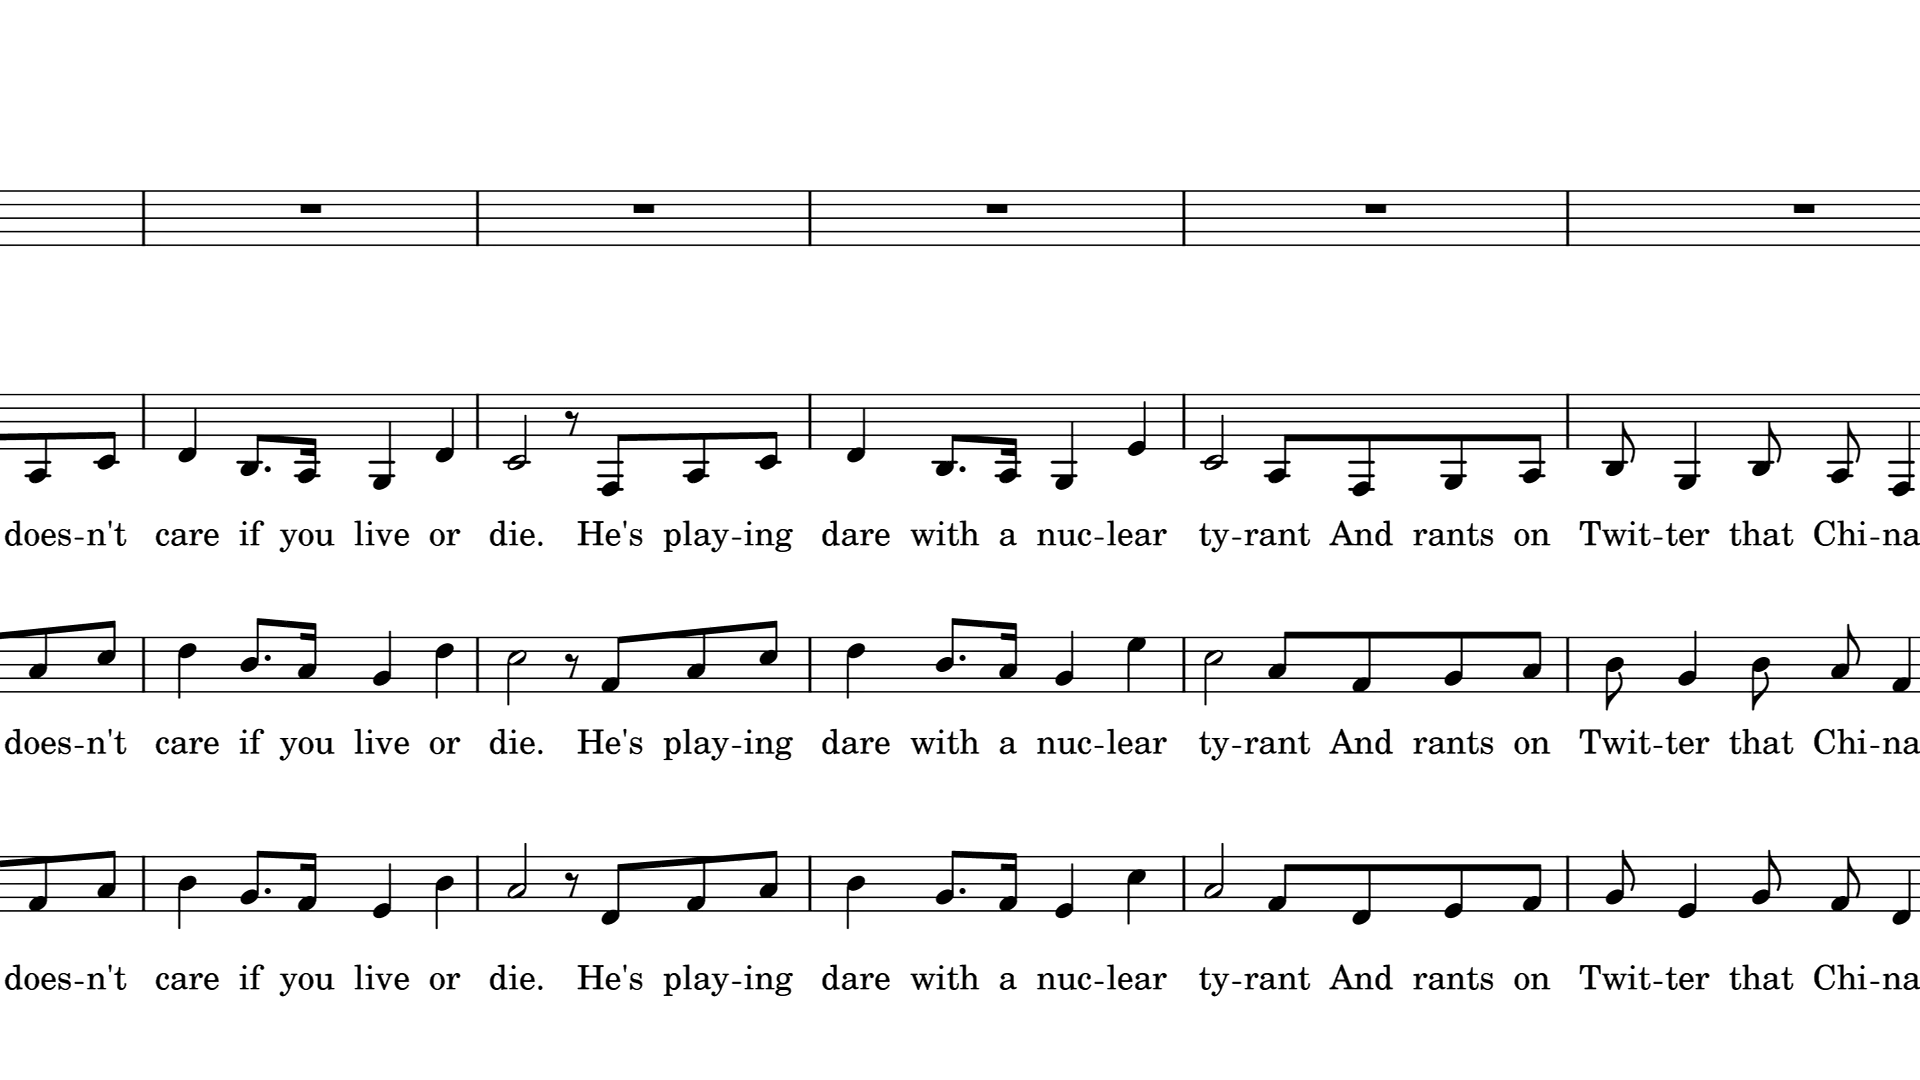 does-n't care if you live or die. He's play-ing dare with a nuc-lear ty-rant And rants on Twit-ter that Chi-na
does-n't care if you live or die. He's play-ing dare with a nuc-lear ty-rant And rants on Twit-ter that Chi-na
does-n't care if you live or die. He's play-ing dare with a nuc-lear ty-rant And rants on Twit-ter that Chi-na